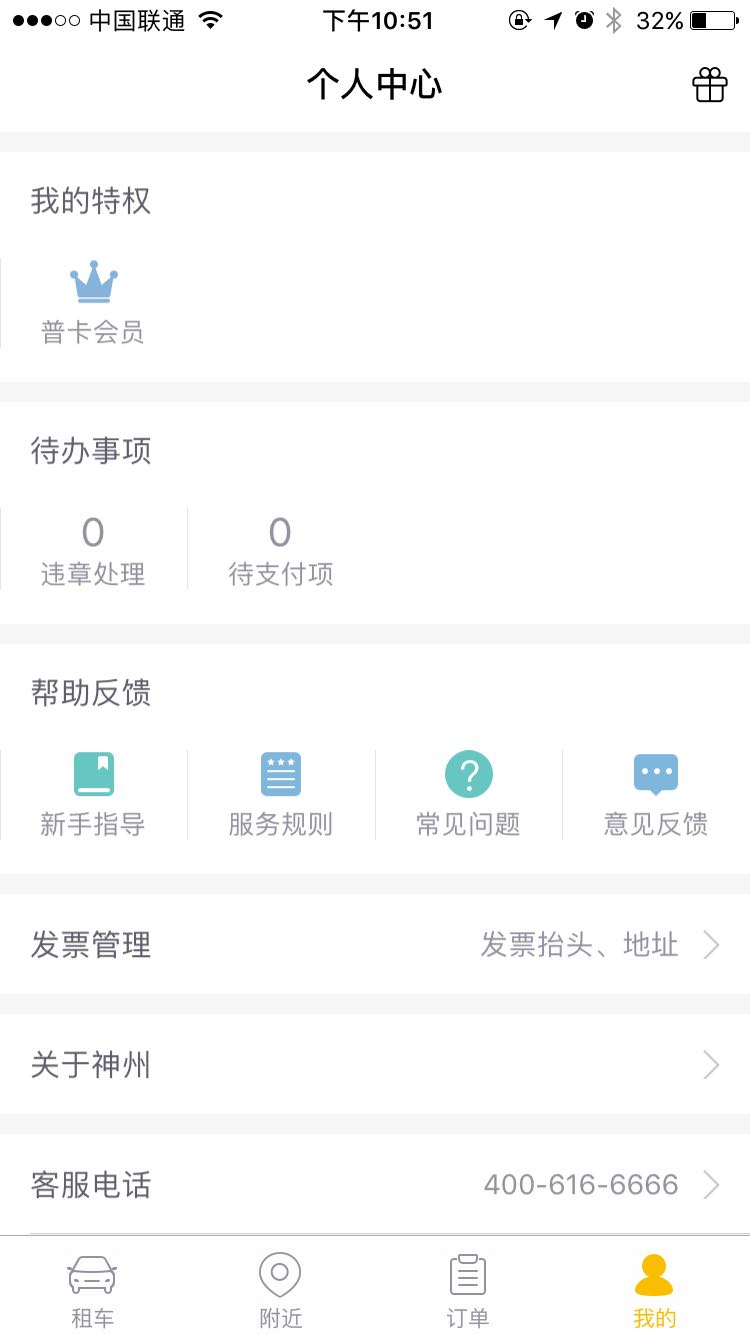 中国联通 下午10:51 32%
个人中心
我的特权
普卡会员
待办事项
0 0
违章处理 待支付项
帮助反馈
新手指导 服务规则 常见问题 意见反馈
发票管理 发票抬头、地址
关于神州
客服电话 400-616-6666
租车 附近 订单 我的